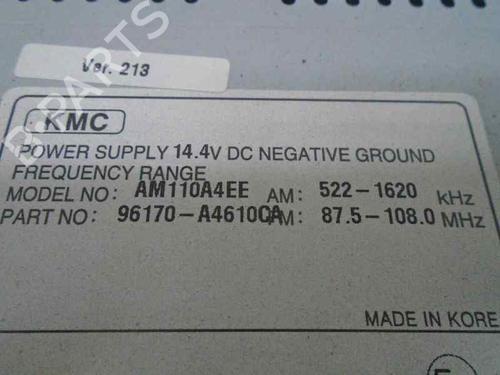 Ver. 213
B-PARTS
KMC
POWER SUPPLY 14.4V DC NEGATIVE GROUND
FREQUENCY RANGE
MODEL NO: AM110A4EE AM: 522-1620 kHz
PART NO: 96170-A4610CA M: 87.5-108.0 MHz
MADE IN KORE
E